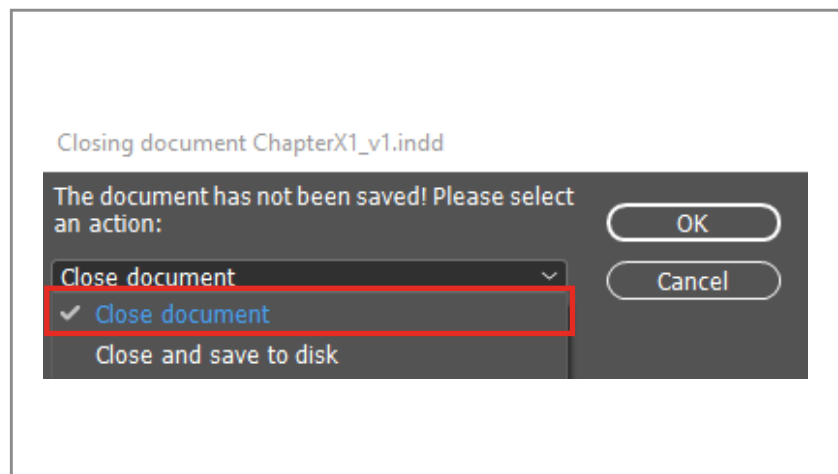 Closing document ChapterX1_v1.indd
The document has not been saved! Please select
an action:
OK
Close document
Cancel
Close document
Close and save to disk